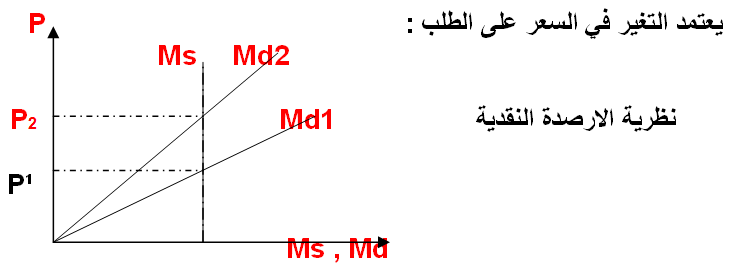 يعتمد التغير في السعر على الطلب :
نظرية الارصدة النقدية
P
Ms Md2
P₂ Md1
P¹
Ms , Md